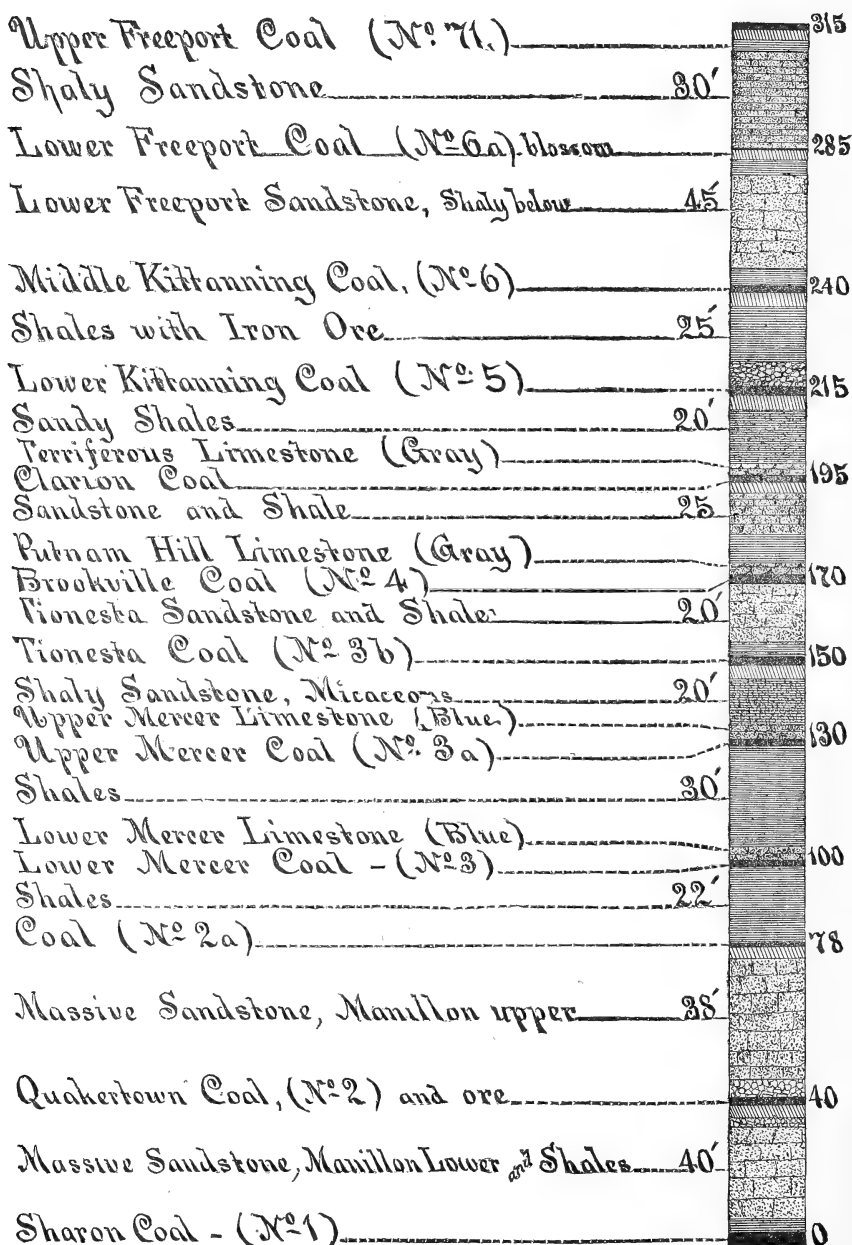 Upper Freeport Coal (No 71.) 315
Shaly Sandstone 30'
Lower Freeport Coal (No 6a) blossom 285
Lower Freeport Sandstone, Shaly below 45'
Middle Kittanning Coal, (No 6) 240
Shales with Iron Ore 25'
Lower Kittanning Coal (No 5) 215
Sandy Shales 20'
Ferriferous Limestone (Gray)
Clarion Coal 195
Sandstone and Shale 25
Putnam Hill Limestone (Gray)
Brookville Coal (No 4) 170
Tionesta Sandstone and Shale 20'
Tionesta Coal (No 3b) 150
Shaly Sandstone, Micaceous 20'
Upper Mercer Limestone (Blue)
Upper Mercer Coal (No 3a) 130
Shales 30'
Lower Mercer Limestone (Blue)
Lower Mercer Coal - (No 3) 100
Shales 22'
Coal (No 2a) 78
Massive Sandstone, Manillon upper 38'
Quakertown Coal, (No 2) and ore 40
Massive Sandstone, Manillon Lower and Shales 40'
Sharon Coal - (No 1) 0